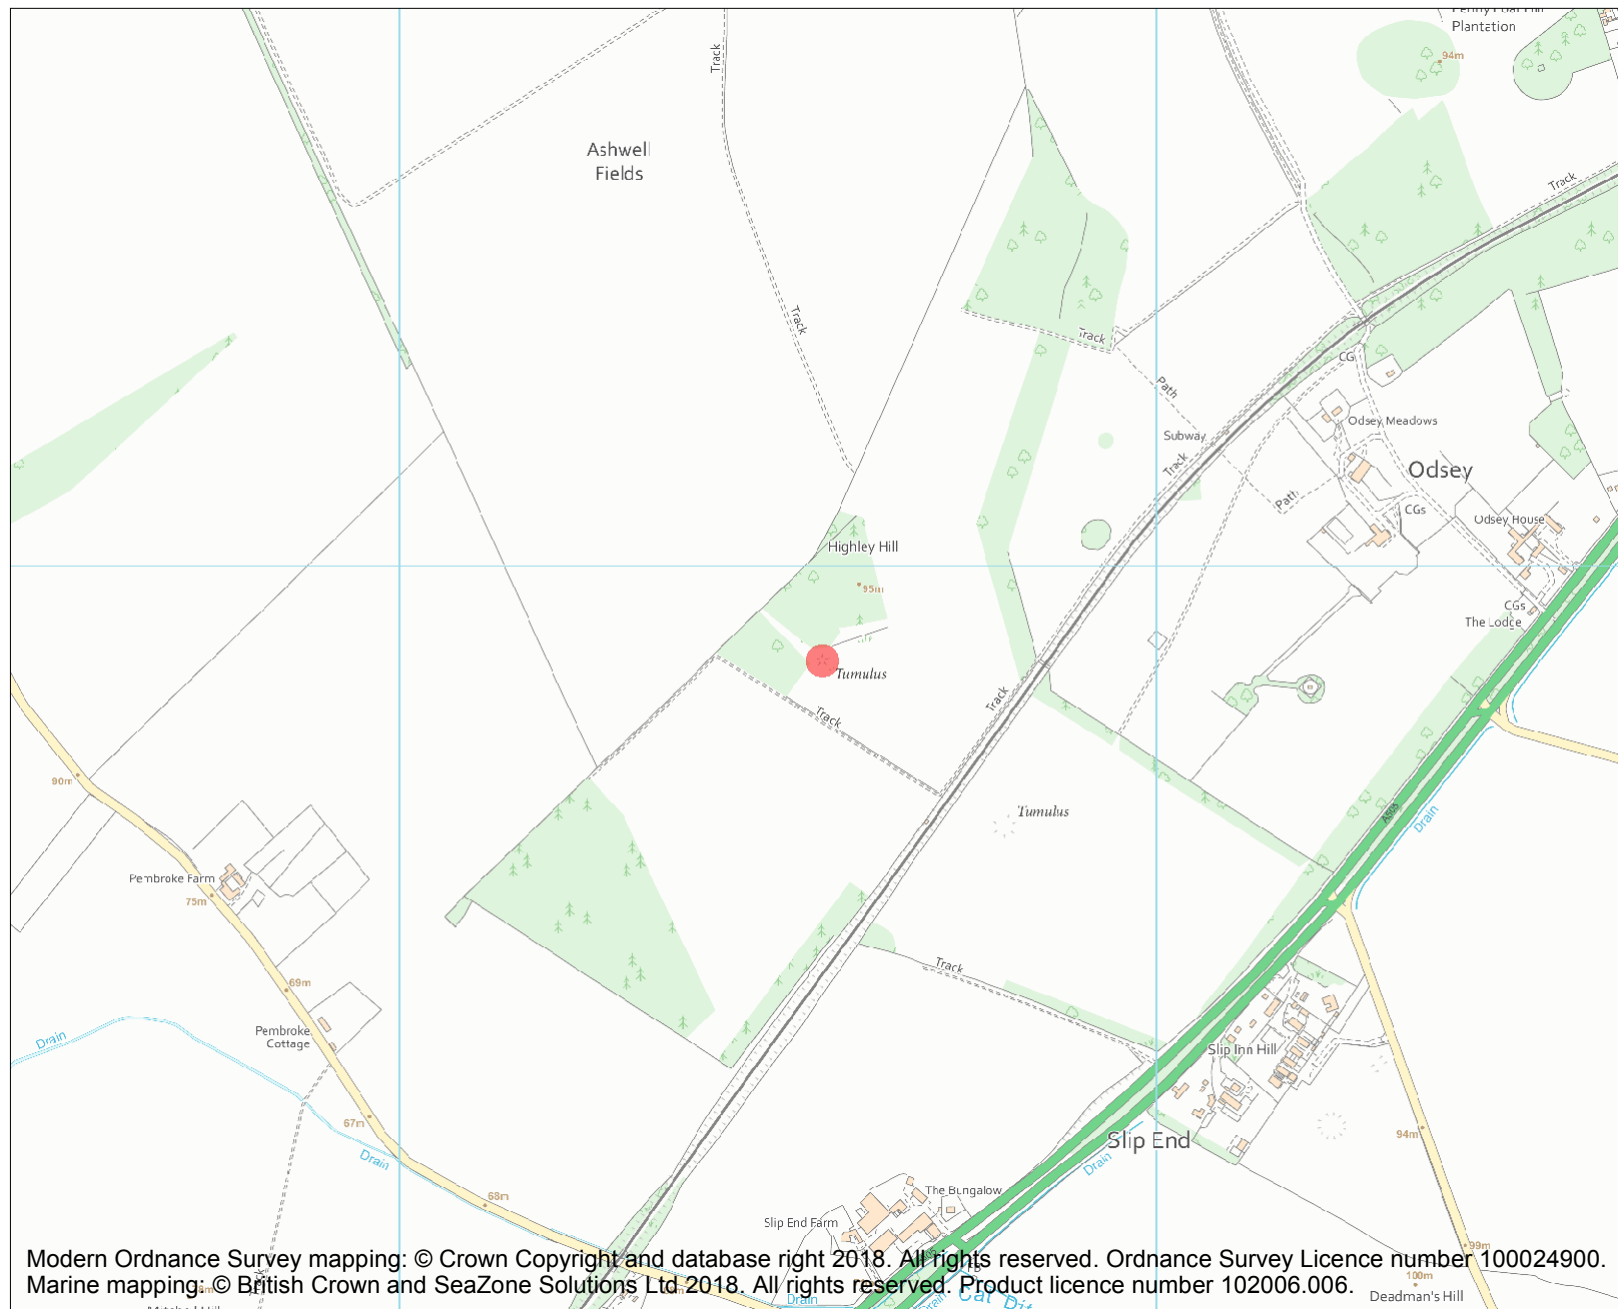 Plantation
94m
Track
Ashwell
Fields
Track
Track
Track
Path
CG
Subway
Track
Odsey Meadows
Odsey
Path
CGs
Odsey House
Highley Hill
95m
CGs
The Lodge
Tumulus
Track
Track
90m
Tumulus
A505
Drain
Pembroke Farm
75m
Track
69m
Pembroke
Cottage
Drain
Slip Inn Hill
67m
94m
Slip End
Drain
Drain
68m
The Bungalow
Slip End Farm
99m
Modern Ordnance Survey mapping: © Crown Copyright and database right 2018. All rights reserved. Ordnance Survey Licence number 100024900.
Marine mapping: © British Crown and SeaZone Solutions Ltd 2018. All rights reserved. Product licence number 102006.006.
Track
100m
Deadman's Hill
Drain
Drain